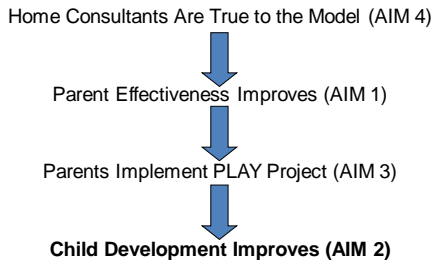 Home Consultants Are True to the Model (AIM 4)
Parent Effectiveness Improves (AIM 1)
Parents Implement PLAY Project (AIM 3)
Child Development Improves (AIM 2)